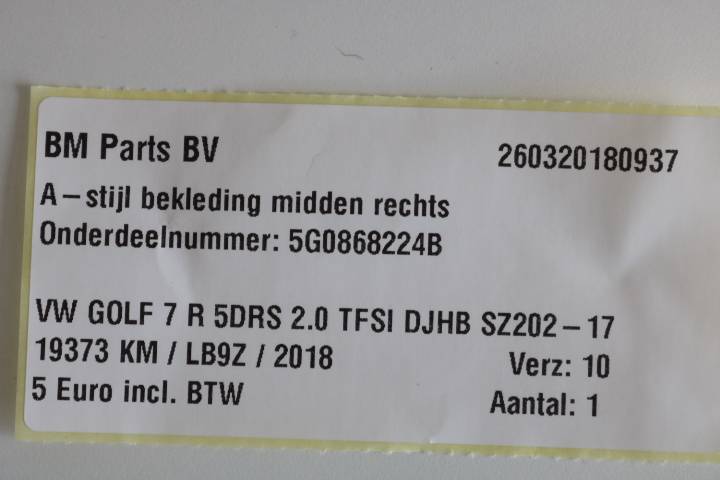 BM Parts BV 260320180937
A-stijl bekleding midden rechts
Onderdeelnummer: 5G0868224B
VW GOLF 7 R 5DRS 2.0 TFSI DJHB SZ202-17
19373 KM / LB9Z / 2018 Verz: 10
5 Euro incl. BTW Aantal: 1